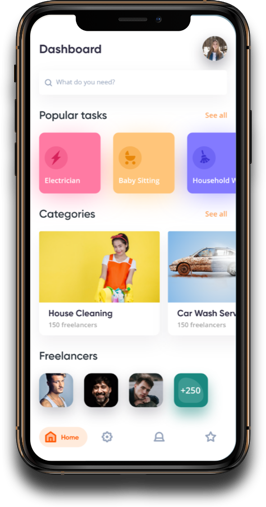 Dashboard
What do you need?
Popular tasks
See all
Electrician
Baby Sitting
Household W
Categories
See all
House Cleaning
150 freelancers
Car Wash Serv
150 freelancers
Freelancers
+250
Home